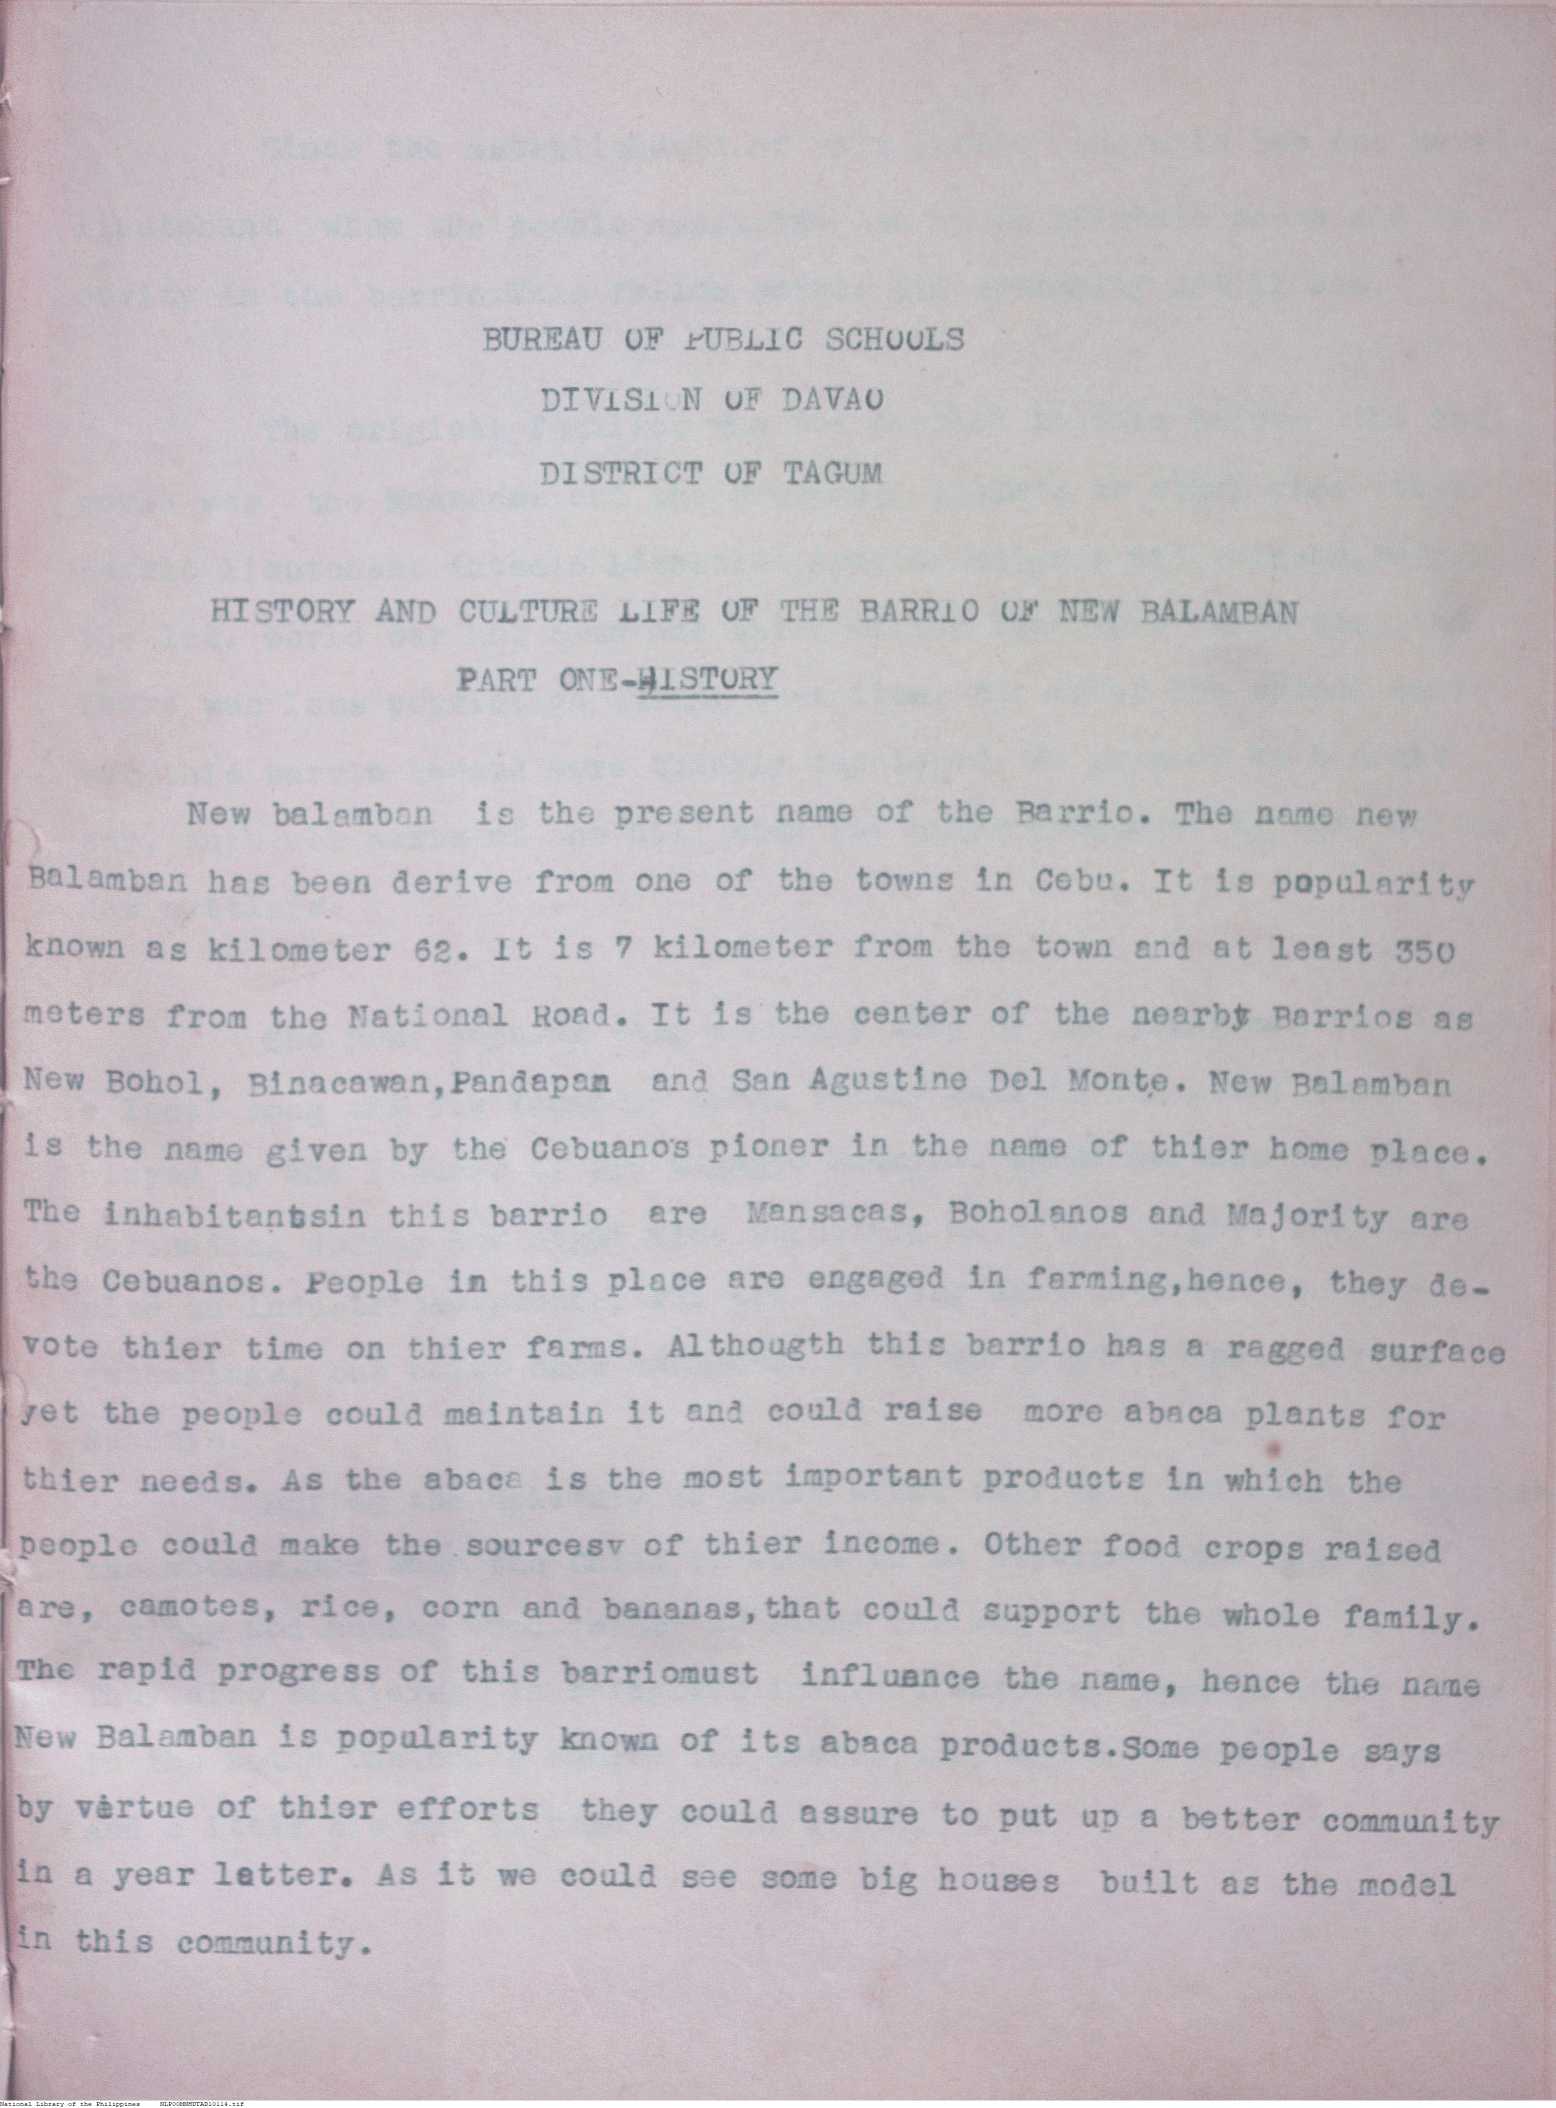 BUREAU OF PUBLIC SCHOOLS
DIVISION OF DAVAO
DISTRICT OF TAGUM
HISTORY AND CULTURE LIFE OF THE BARRIO OF NEW BALAMBAN
PART ONE-HISTORY
New balamban is the present name of the Barrio. The name new
Balamban has been derive from one of the towns in Cebu. It is popularity
known as kilometer 62. It is 7 kilometer from the town and at least 350
meters from the National Road. It is the center of the nearby Barrios as
New Bohol, Binacawan,Pandapan and San Agustine Del Monte. New Balamban
is the name given by the Cebuanos pioner in the name of thier home place.
The inhabitantsin this barrio are Mansacas, Boholanos and Majority are
the Cebuanos. People in this place are engaged in farming,hence, they de-
vote thier time on thier farms. Althougth this barrio has a ragged surface
yet the people could maintain it and could raise more abaca plants for
thier needs. As the abaca is the most important products in which the
people could make the sourcesv of thier income. Other food crops raised
are, camotes, rice, corn and bananas,that could support the whole family.
The rapid progress of this barriomust influence the name, hence the name
New Balamban is popularity known of its abaca products.Some people says
by vertue of thier efforts they could assure to put up a better community
in a year letter. As it we could see some big houses built as the model
in this community.
National Library of the Philippines NLPOOMNMDTAD10114.tif